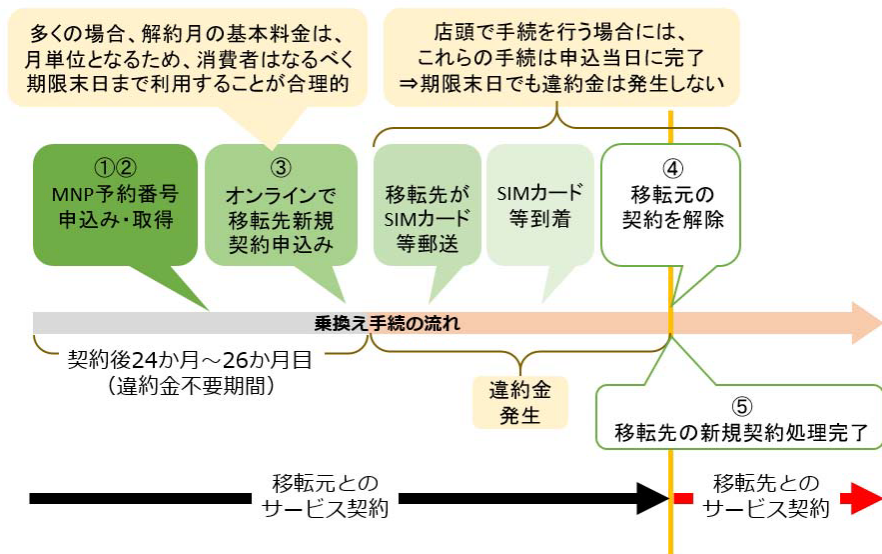 多くの場合、解約月の基本料金は、
月単位となるため、消費者はなるべく
期限末日まで利用することが合理的
店頭で手続を行う場合には、
これらの手続は申込当日に完了
⇒期限末日でも違約金は発生しない
①②
MNP予約番号
申込み・取得
③
オンラインで
移転先新規
契約申込み
移転先が
SIMカード
等郵送
SIMカード
等到着
④
移転元の
契約を解除
乗換え手続の流れ
契約後24か月～26か月目
（違約金不要期間）
違約金
発生
⑤
移転先の新規契約処理完了
移転元との
サービス契約
移転先との
サービス契約